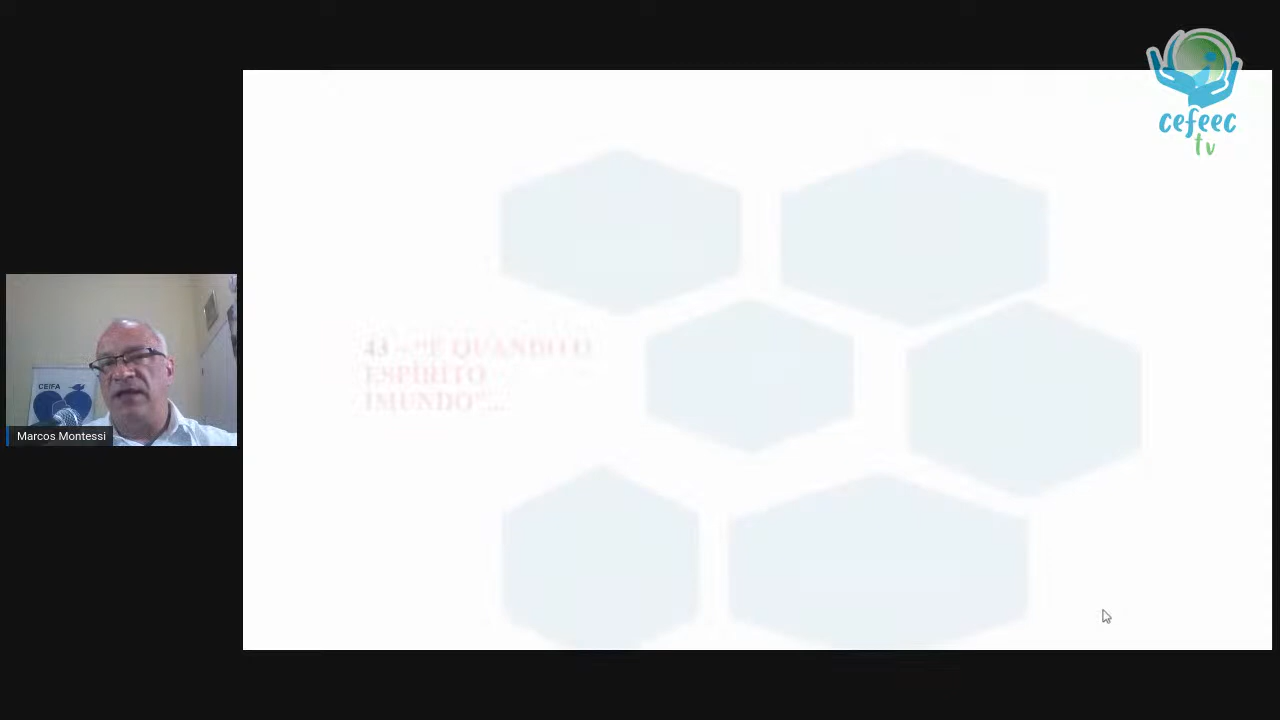 cefeec
tv
43 – "E QUANDO O
ESPÍRITO
IMUNDO"...
CEIFA
Marcos Montessi